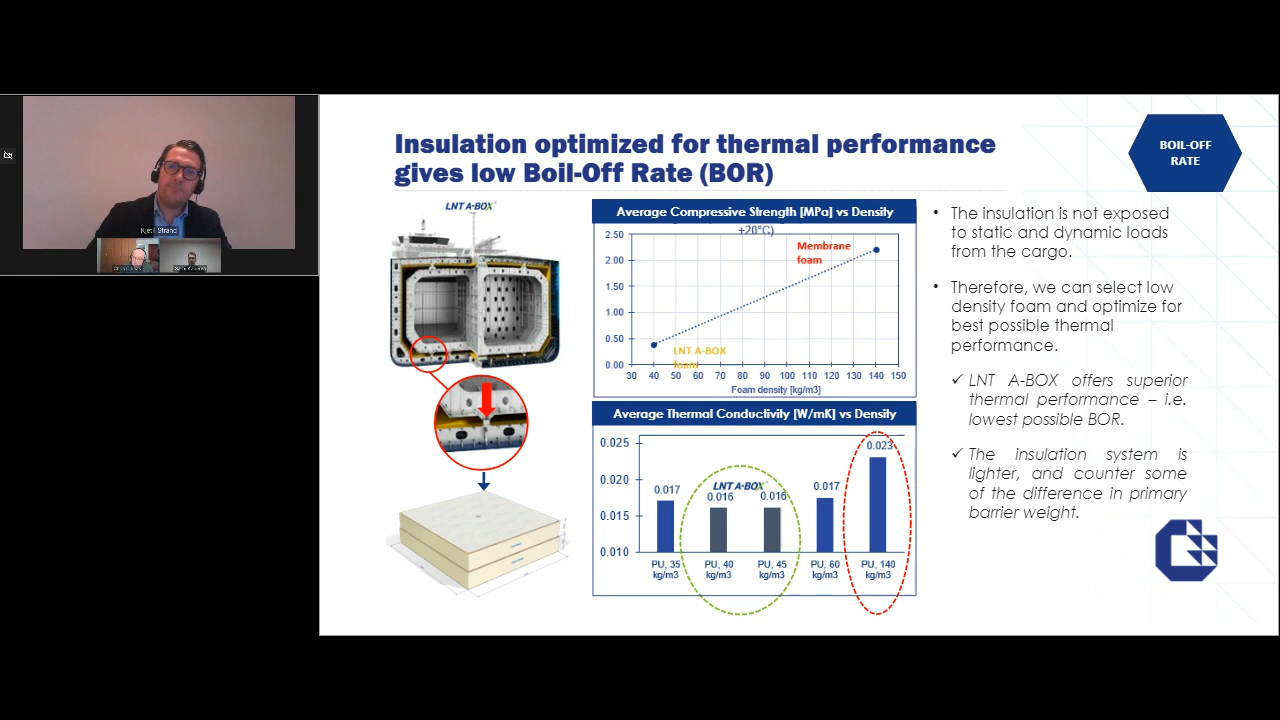 Kjetil Strand
Insulation optimized for thermal performance
gives low Boil-Off Rate (BOR)
BOIL-OFF
RATE
LNT A-BOX
Average Compressive Strength [MPa] vs Density
+20°C)
2.50
2.00
1.50
1.00
0.50
0.00
Membrane
foam
LNT A-BOX
foam
30 40 50 60 70 80 90 100 110 120 130 140 150
Foam density [kg/m3]
Average Thermal Conductivity [W/mK] vs Density
0.025
0.020
0.015
0.010
LNT A-BOX
0.017 0.016 0.016 0.017 0.023
PU, 35 PU, 40 PU, 45 PU, 60 PU, 140
kg/m3 kg/m3 kg/m3 kg/m3 kg/m3
• The insulation is not exposed
to static and dynamic loads
from the cargo.
• Therefore, we can select low
density foam and optimize for
best possible thermal
performance.
✓ LNT A-BOX offers superior
thermal performance – i.e.
lowest possible BOR.
✓ The insulation system is
lighter, and counter some
of the difference in primary
barrier weight.